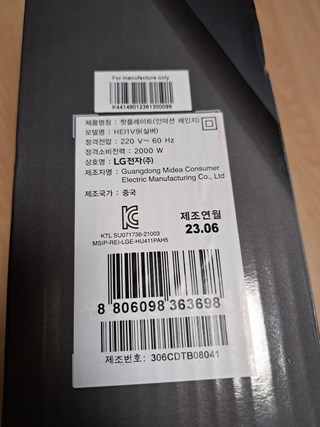 For manufacture only
K44148012361300099
제품명칭 : 핫플레이트(인덕션 레인지)
모델명 : HEI1V9(실버)
정격전압 : 220 V~ 60 Hz
정격소비전력 : 2000 W
상호명 : LG전자(주)
제조자명 : Guangdong Midea Consumer
Electric Manufacturing Co., Ltd
제조국가 : 중국
KTL SU071736-21003
MSIP-REI-LGE-HU411PAH5
제조연월
23.06
8 806098 363698
제조번호: 306CDTB08041